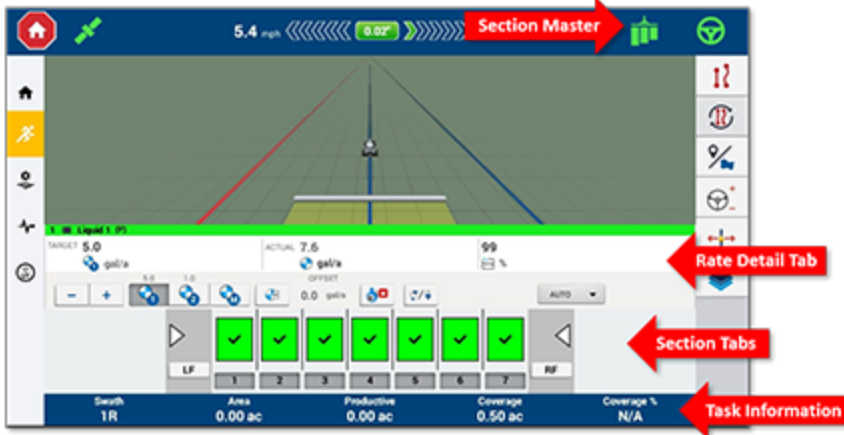 5.4 mph 0.02" Section Master
1 Liquid 1 (P)
TARGET 5.0 ACTUAL 7.6 99
gal/a gal/a %
Rate Detail Tab
5.0 1.0 OFFSET
- + 1 2 M 0.0 gal/a AUTO
Section Tabs
LF RF
1 2 3 4 5 6 7
Swath Area Productive Coverage Coverage %
1R 0.00 ac 0.00 ac 0.50 ac N/A
Task Information